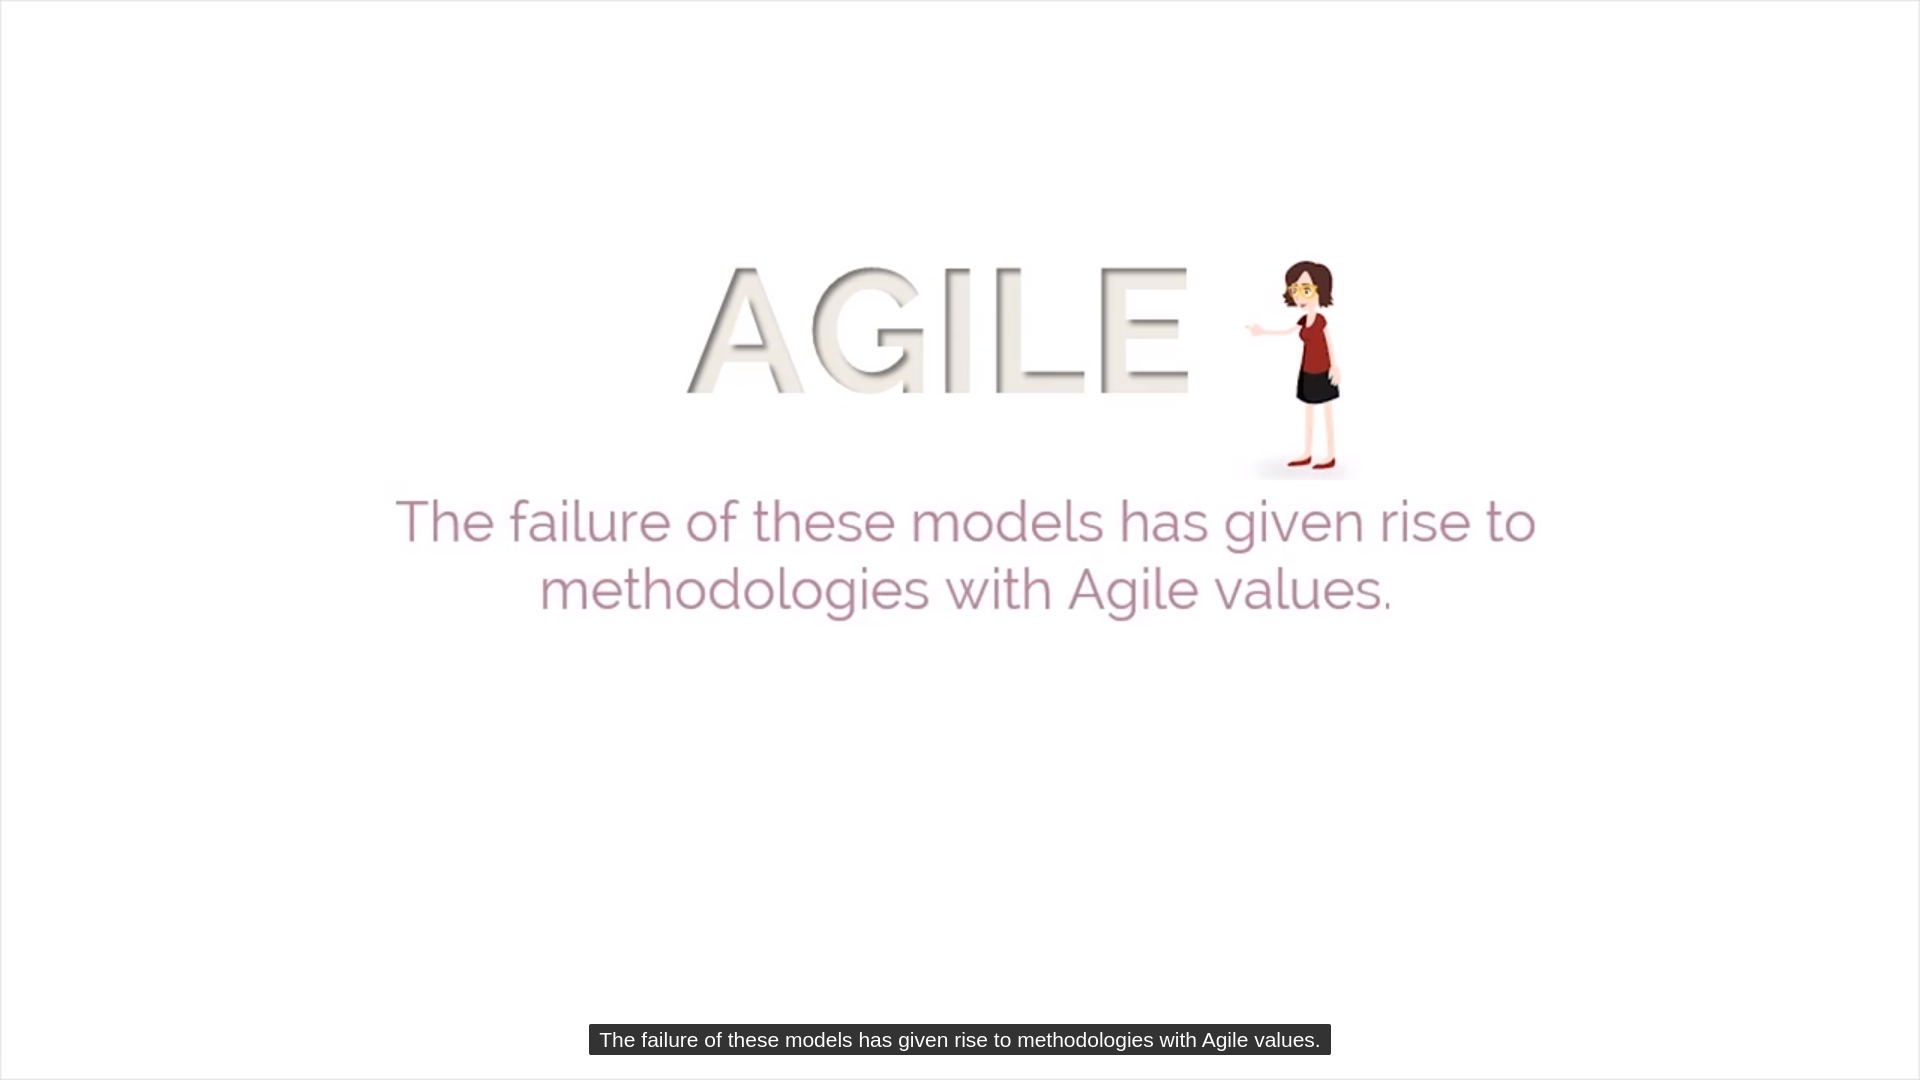 AGILE
The failure of these models has given rise to
methodologies with Agile values.
The failure of these models has given rise to methodologies with Agile values.